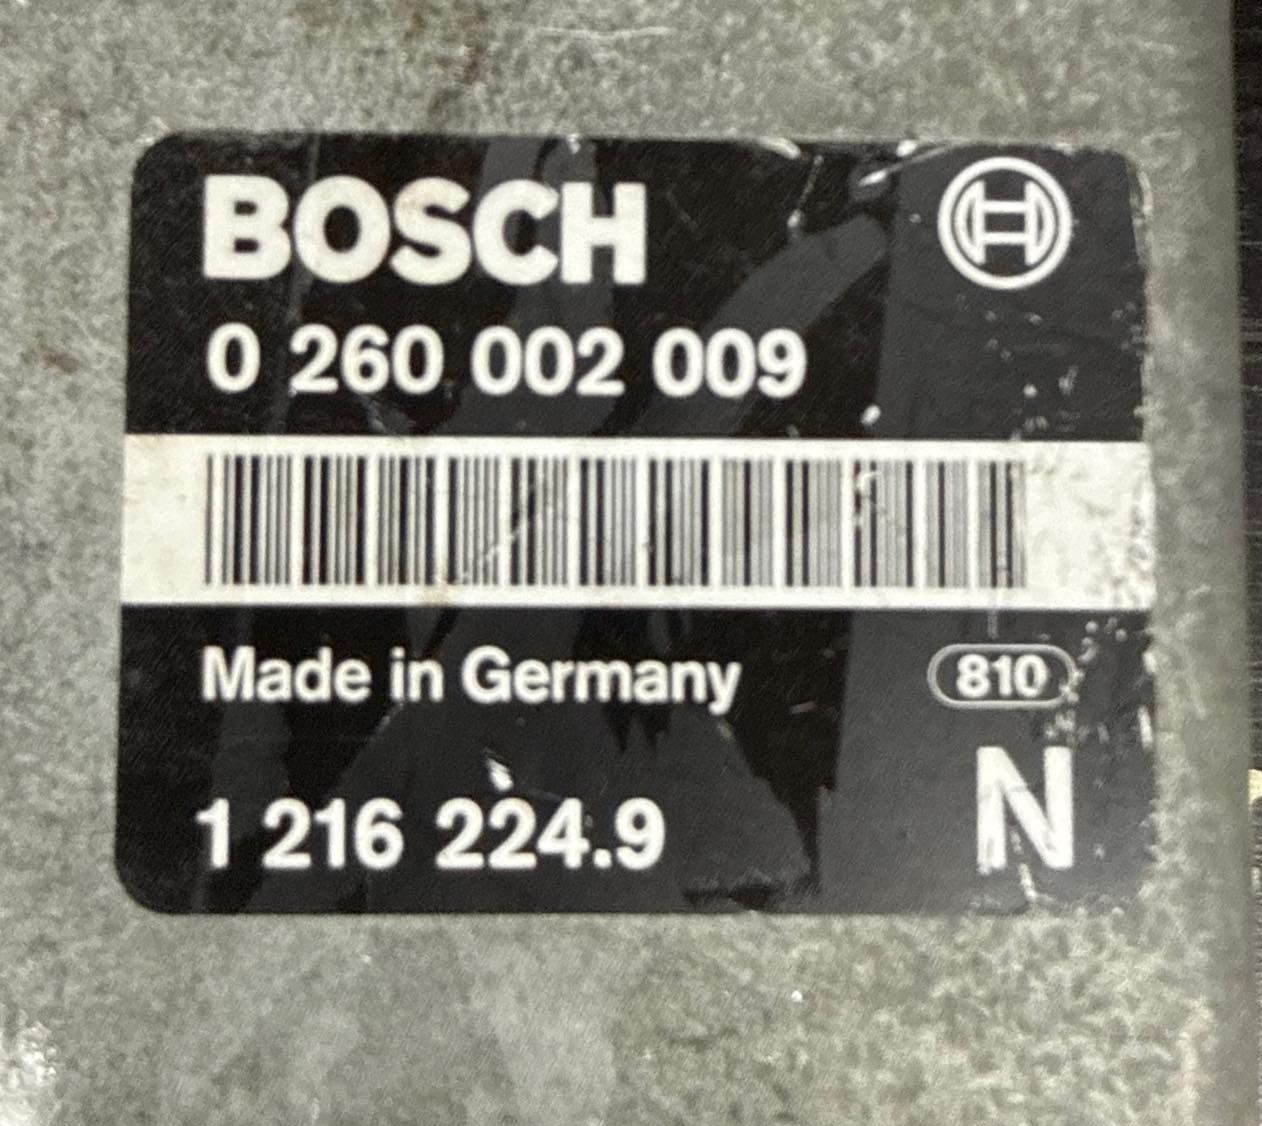 BOSCH
0 260 002 009
Made in Germany 810
1 216 224.9 N